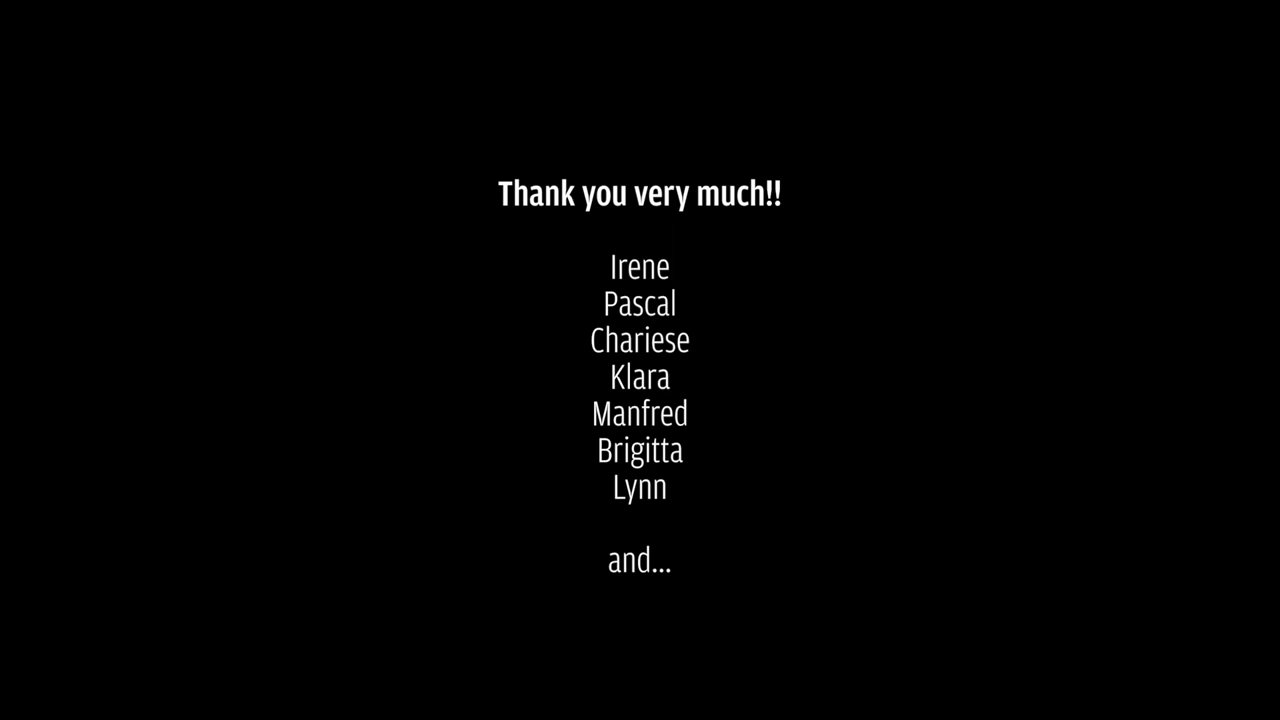 Thank you very much!!
Irene
Pascal
Chariese
Klara
Manfred
Brigitta
Lynn
and...